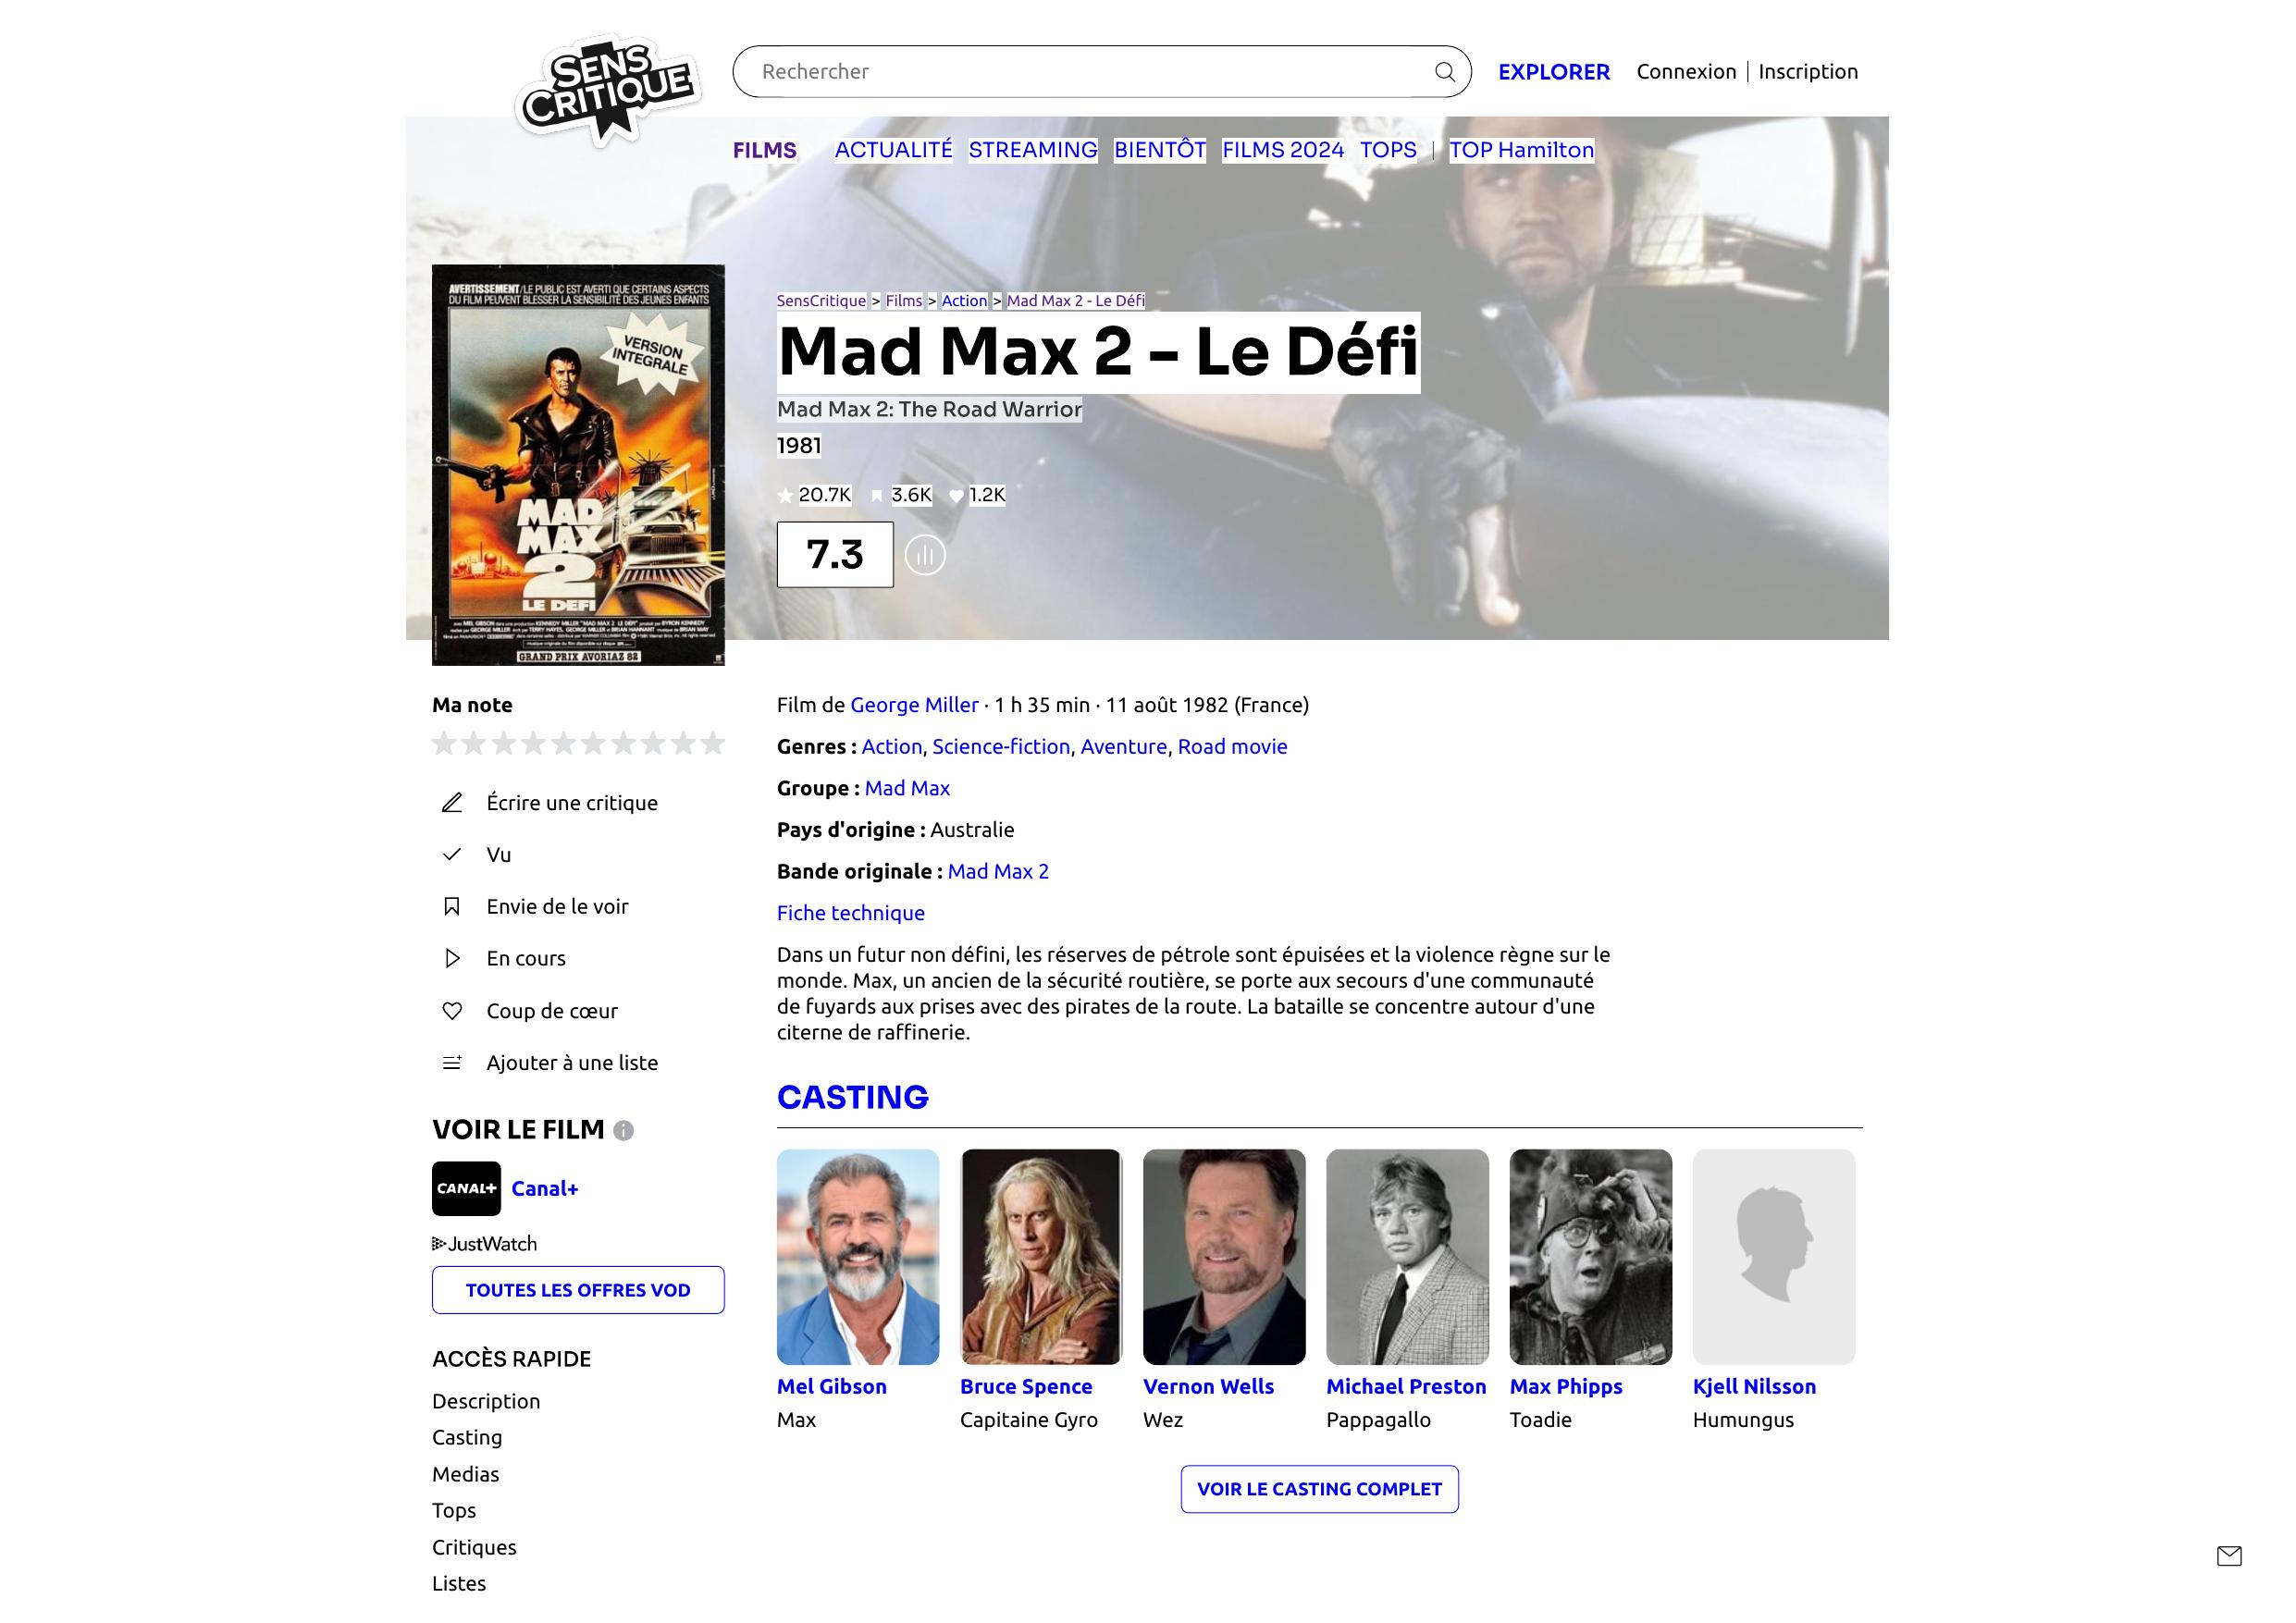 SENS CRITIQUE
Rechercher
EXPLORER
Connexion | Inscription
FILMS ACTUALITÉ STREAMING BIENTÔT FILMS 2024 TOPS | TOP Hamilton
AVERTISSEMENT/LE PUBLIC EST AVERTI QUE CERTAINS ASPECTS
DU FILM PEUVENT BLESSER LA SENSIBILITÉ DES JEUNES ENFANTS
VERSION
INTEGRALE
MAD
MAX
2
LE DEFI
GRAND PRIX AVORIAZ 82
SensCritique > Films > Action > Mad Max 2 - Le Défi
Mad Max 2 - Le Défi
Mad Max 2: The Road Warrior
1981
20.7K 3.6K 1.2K
7.3
Ma note
Écrire une critique
Vu
Envie de le voir
En cours
Coup de cœur
Ajouter à une liste
VOIR LE FILM
CANAL+ Canal+
JustWatch
TOUTES LES OFFRES VOD
ACCÈS RAPIDE
Description
Casting
Medias
Tops
Critiques
Listes
Film de George Miller · 1 h 35 min · 11 août 1982 (France)
Genres : Action, Science-fiction, Aventure, Road movie
Groupe : Mad Max
Pays d'origine : Australie
Bande originale : Mad Max 2
Fiche technique
Dans un futur non défini, les réserves de pétrole sont épuisées et la violence règne sur le
monde. Max, un ancien de la sécurité routière, se porte aux secours d'une communauté
de fuyards aux prises avec des pirates de la route. La bataille se concentre autour d'une
citerne de raffinerie.
CASTING
Mel Gibson
Max
Bruce Spence
Capitaine Gyro
Vernon Wells
Wez
Michael Preston
Pappagallo
Max Phipps
Toadie
Kjell Nilsson
Humungus
VOIR LE CASTING COMPLET